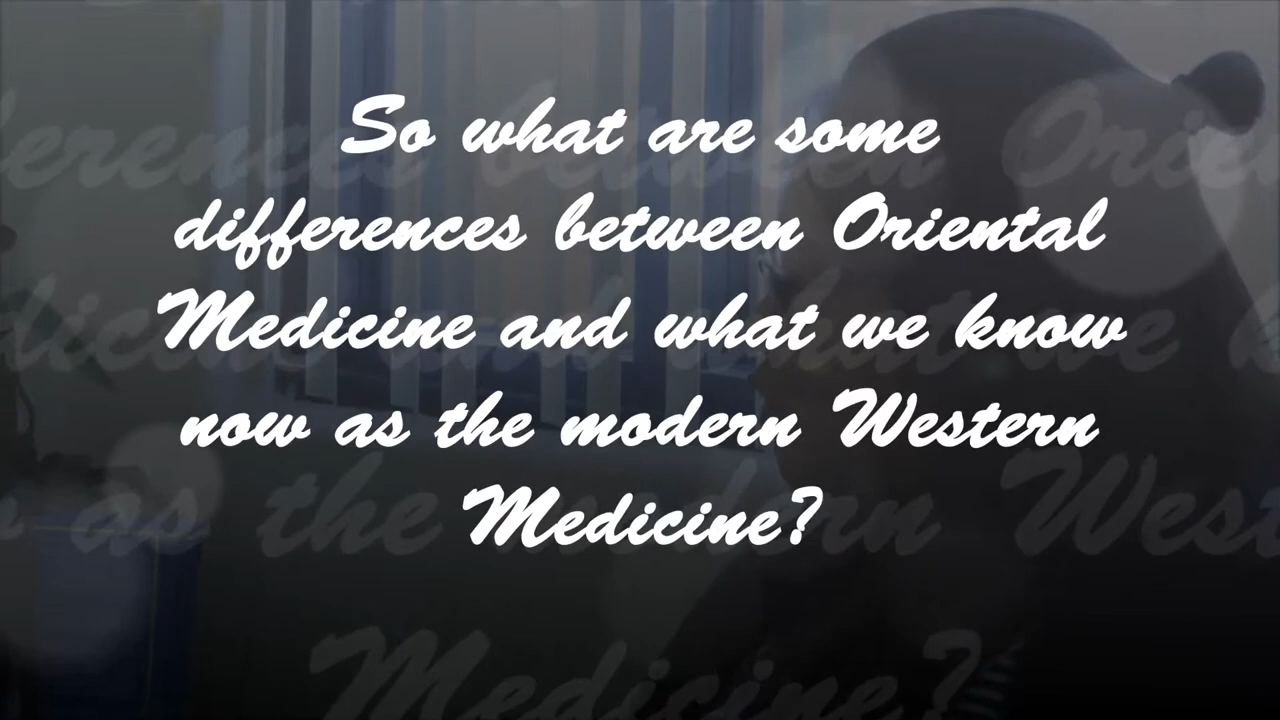 So what are some
differences between Oriental
Medicine and what we know
now as the modern Western
Medicine?